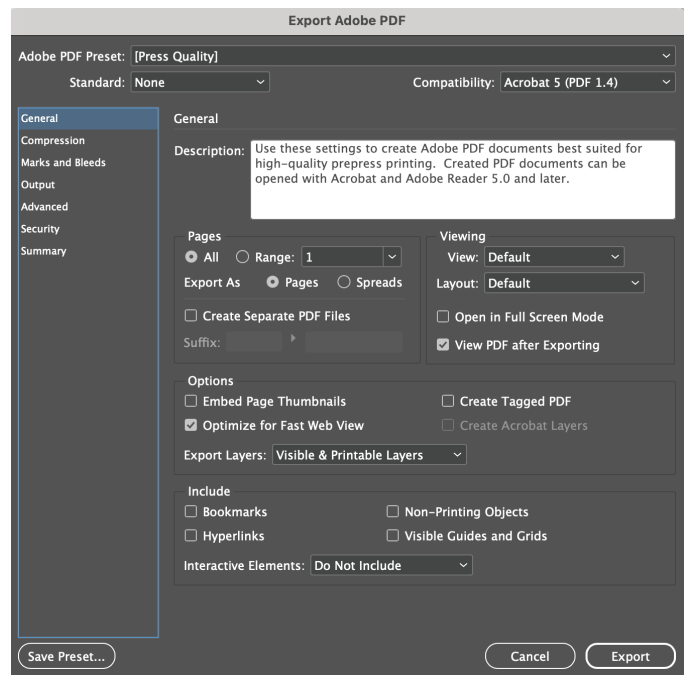 Export Adobe PDF
Adobe PDF Preset: [Press Quality]
Standard: None
Compatibility: Acrobat 5 (PDF 1.4)
General
Compression
Marks and Bleeds
Output
Advanced
Security
Summary
General
Description: Use these settings to create Adobe PDF documents best suited for
high-quality prepress printing.  Created PDF documents can be
opened with Acrobat and Adobe Reader 5.0 and later.
Pages
All Range: 1
Export As Pages Spreads
Create Separate PDF Files
Suffix:
Viewing
View: Default
Layout: Default
Open in Full Screen Mode
View PDF after Exporting
Options
Embed Page Thumbnails
Create Tagged PDF
Optimize for Fast Web View
Create Acrobat Layers
Export Layers: Visible & Printable Layers
Include
Bookmarks
Non-Printing Objects
Hyperlinks
Visible Guides and Grids
Interactive Elements: Do Not Include
Save Preset...
Cancel
Export